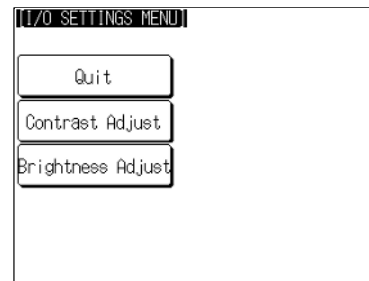 [I/O SETTINGS MENU]
Quit
Contrast Adjust
Brightness Adjust